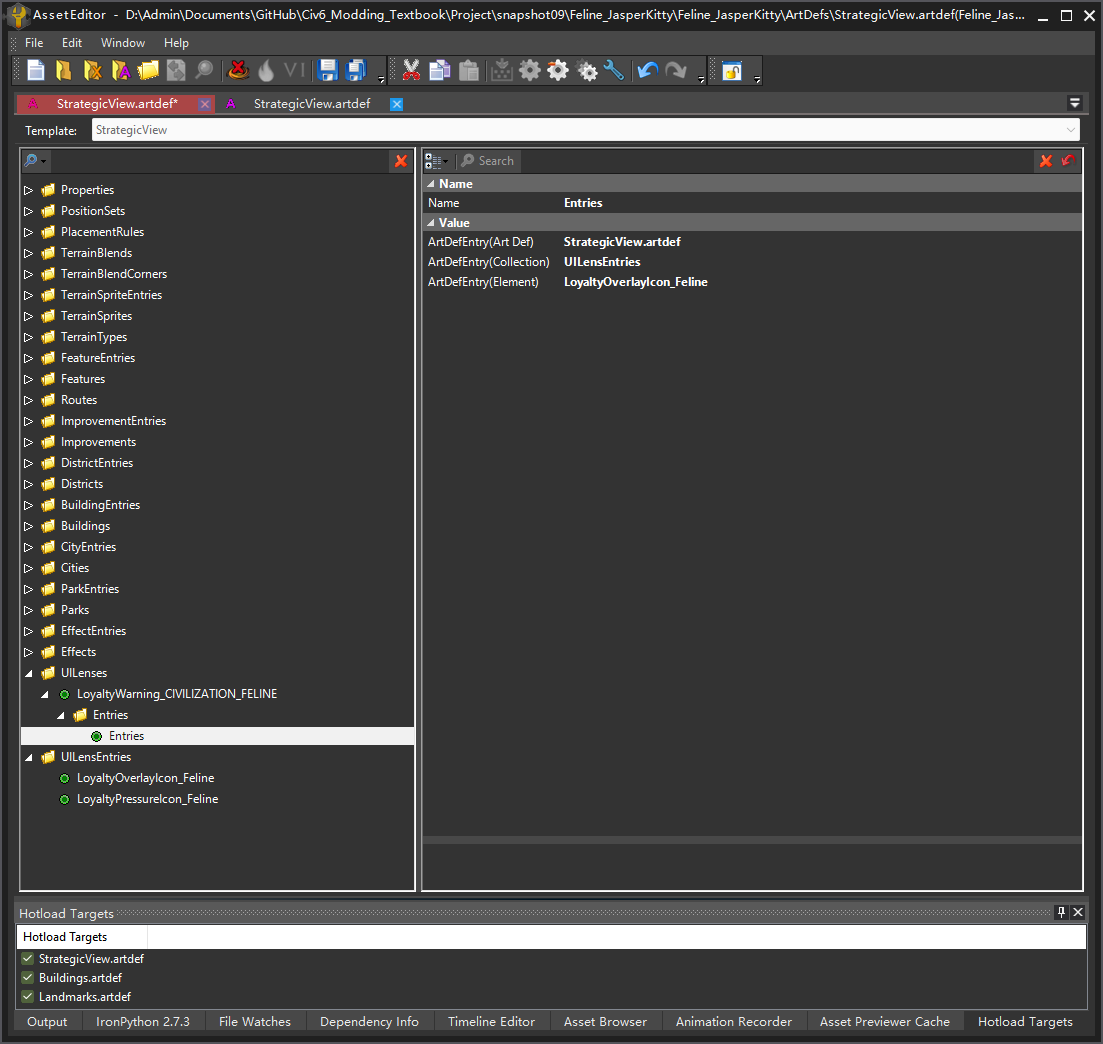 AssetEditor - D:\Admin\Documents\GitHub\Civ6_Modding_Textbook\Project\snapshot09\Feline_JasperKitty\Feline_JasperKitty\ArtDefs\StrategicView.artdef(Feline_Jas...
File Edit Window Help
VI
StrategicView.artdef* StrategicView.artdef
Template: StrategicView
Search
Properties
PositionSets
PlacementRules
TerrainBlends
TerrainBlendCorners
TerrainSpriteEntries
TerrainSprites
TerrainTypes
FeatureEntries
Features
Routes
ImprovementEntries
Improvements
DistrictEntries
Districts
BuildingEntries
Buildings
CityEntries
Cities
ParkEntries
Parks
EffectEntries
Effects
UILenses
LoyaltyWarning_CIVILIZATION_FELINE
Entries
Entries
UILensEntries
LoyaltyOverlayIcon_Feline
LoyaltyPressureIcon_Feline
Name
Name Entries
Value
ArtDefEntry(Art Def) StrategicView.artdef
ArtDefEntry(Collection) UILensEntries
ArtDefEntry(Element) LoyaltyOverlayIcon_Feline
Hotload Targets
Hotload Targets
StrategicView.artdef
Buildings.artdef
Landmarks.artdef
Output IronPython 2.7.3 File Watches Dependency Info Timeline Editor Asset Browser Animation Recorder Asset Previewer Cache Hotload Targets